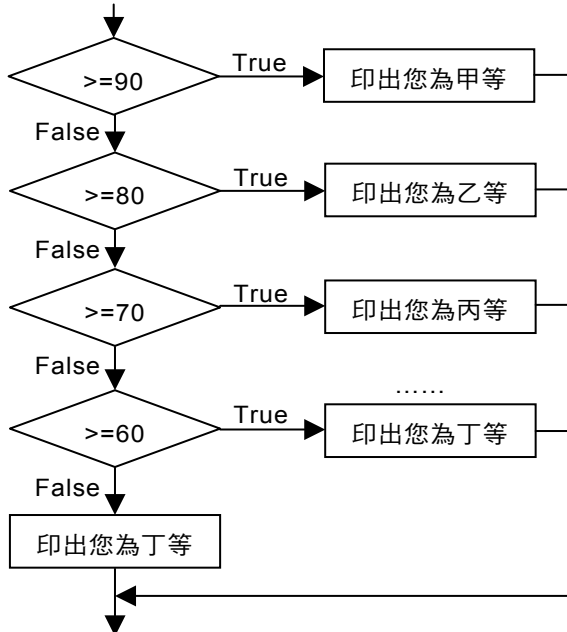 >=90
True
印出您為甲等
False
>=80
True
印出您為乙等
False
>=70
True
印出您為丙等
False
……
>=60
True
印出您為丁等
False
印出您為丁等